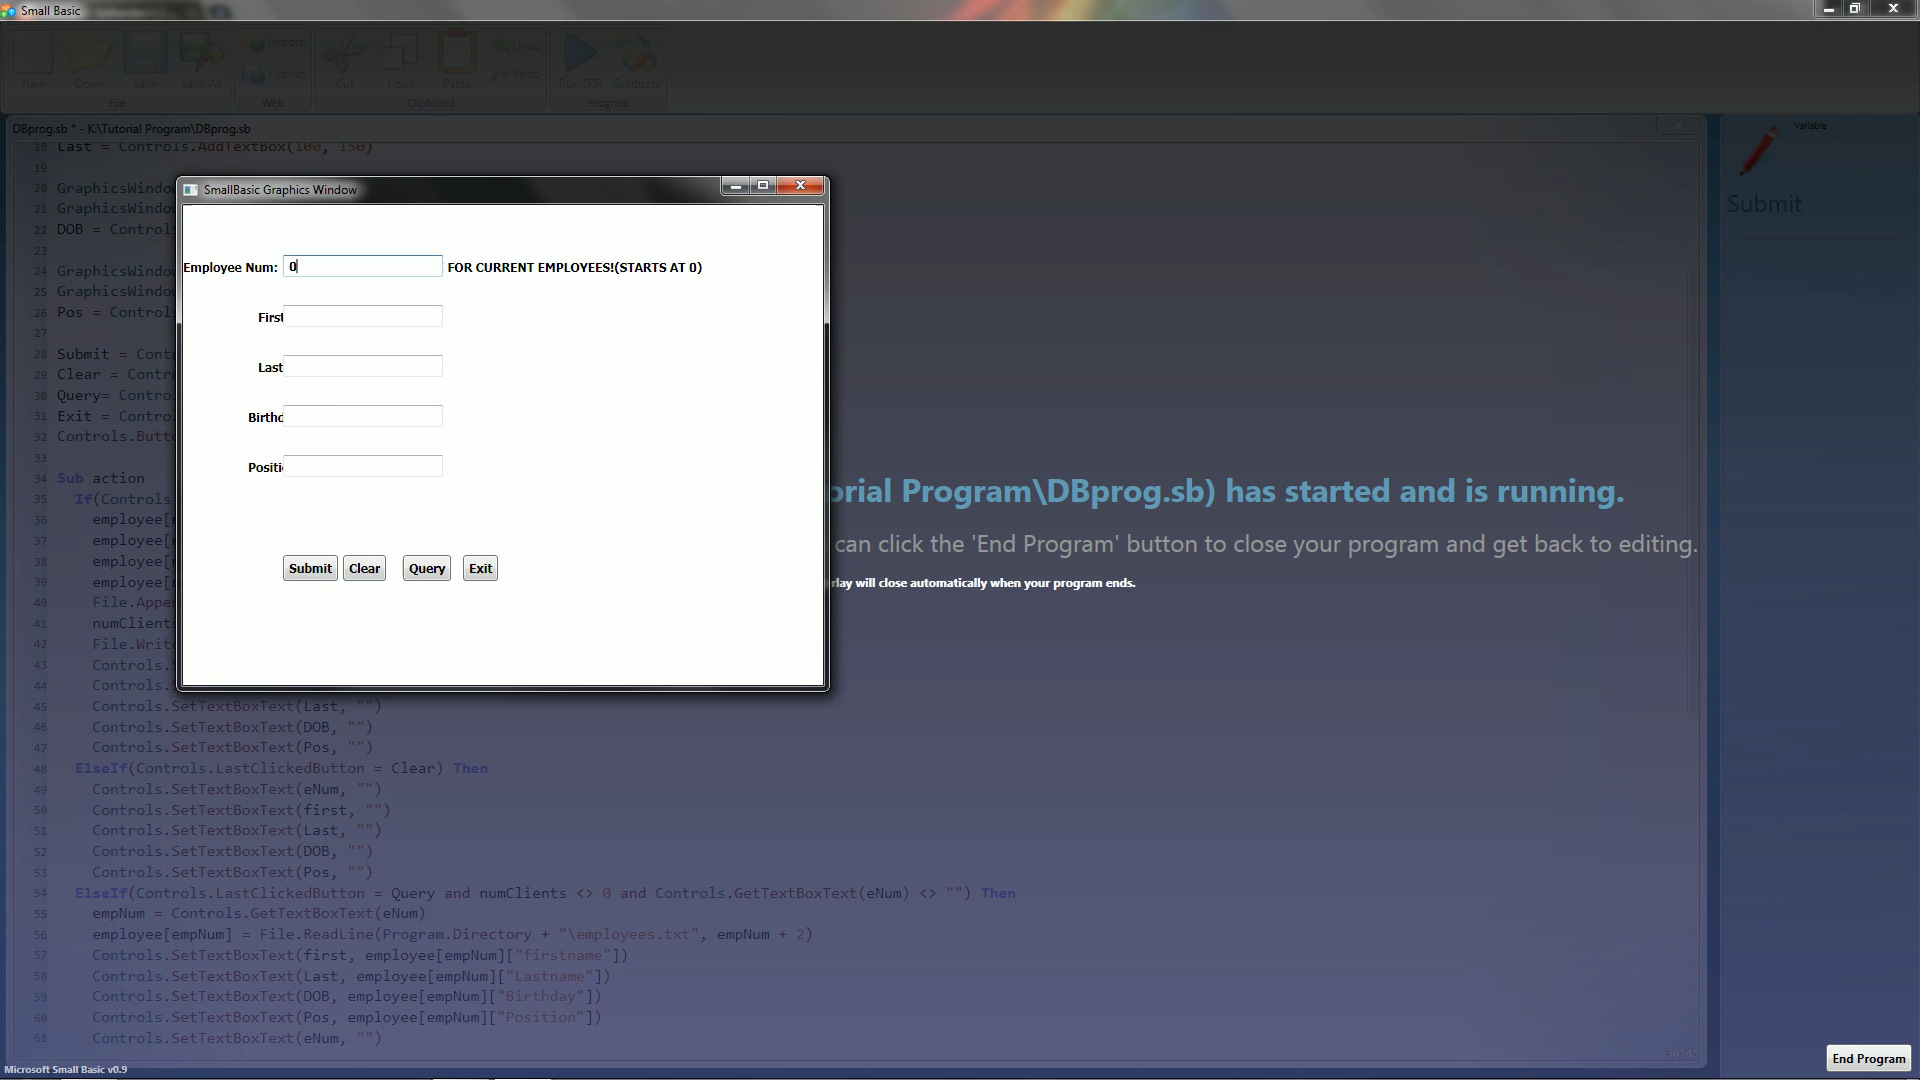 Small Basic
New
Open
Save
Save As
Import
Publish
Cut
Copy
Paste
Undo
Redo
Run (F5)
Graduate
File
Web
Clipboard
Program
DBprog.sb * - K:\Tutorial Program\DBprog.sb
Variable
Submit
18 Last = Controls.AddTextBox(100, 150)
19
20 GraphicsWindow
21 GraphicsWindow
22 DOB = Control
23
24 GraphicsWindow
25 GraphicsWindow
26 Pos = Control
27
28 Submit = Cont
29 Clear = Contr
30 Query= Contro
31 Exit = Contro
32 Controls.Butt
33
34 Sub action
35 If(Controls
36 employee[
37 employee[
38 employee[
39 employee[
40 File.Appe
41 numClient
42 File.Writ
43 Controls.
44 Controls.
45 Controls.SetTextBoxText(Last, "")
46 Controls.SetTextBoxText(DOB, "")
47 Controls.SetTextBoxText(Pos, "")
48 ElseIf(Controls.LastClickedButton = Clear) Then
49 Controls.SetTextBoxText(eNum, "")
50 Controls.SetTextBoxText(first, "")
51 Controls.SetTextBoxText(Last, "")
52 Controls.SetTextBoxText(DOB, "")
53 Controls.SetTextBoxText(Pos, "")
54 ElseIf(Controls.LastClickedButton = Query and numClients <> 0 and Controls.GetTextBoxText(eNum) <> "") Then
55 empNum = Controls.GetTextBoxText(eNum)
56 employee[empNum] = File.ReadLine(Program.Directory + "\employees.txt", empNum + 2)
57 Controls.SetTextBoxText(first, employee[empNum]["firstname"])
58 Controls.SetTextBoxText(Last, employee[empNum]["Lastname"])
59 Controls.SetTextBoxText(DOB, employee[empNum]["Birthday"])
60 Controls.SetTextBoxText(Pos, employee[empNum]["Position"])
61 Controls.SetTextBoxText(eNum, "")
SmallBasic Graphics Window
Employee Num: 0 FOR CURRENT EMPLOYEES!(STARTS AT 0)
First
Last
Birthd
Positi
Submit Clear Query Exit
orial Program\DBprog.sb) has started and is running.
can click the 'End Program' button to close your program and get back to editing.
rlay will close automatically when your program ends.
End Program
Microsoft Small Basic v0.9